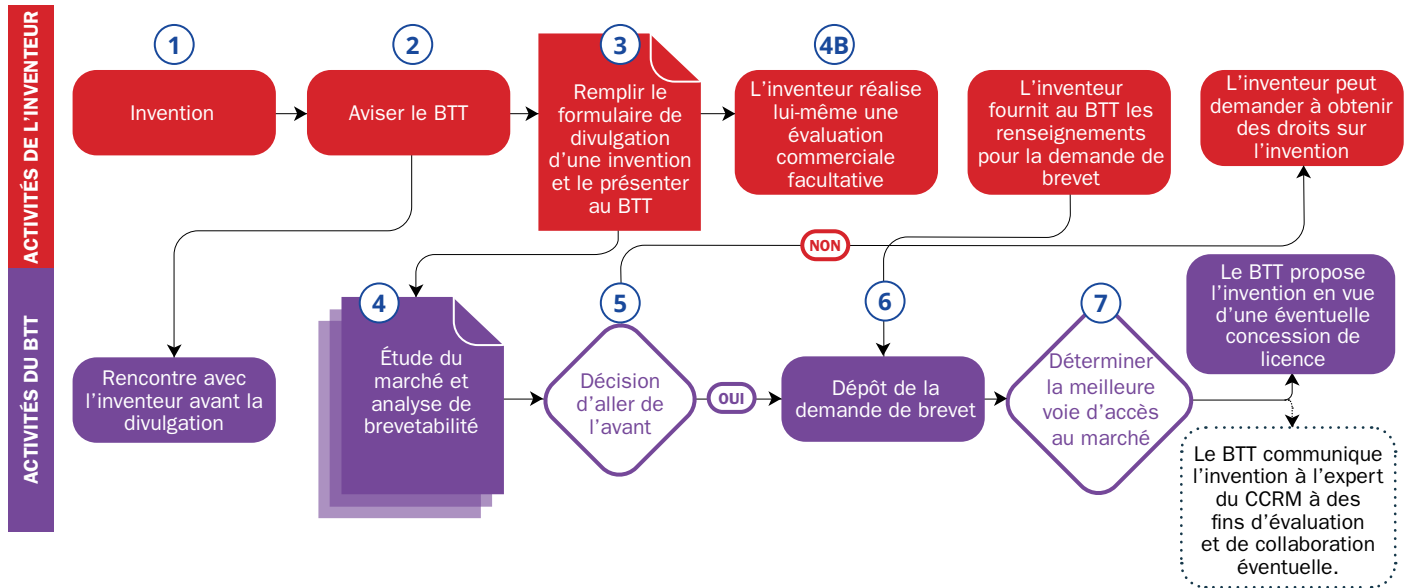 ACTIVITÉS DE L'INVENTEUR
1
Invention
2
Aviser le BTT
3
Remplir le
formulaire de
divulgation
d'une invention
et le présenter
au BTT
4B
L'inventeur réalise
lui-même une
évaluation
commerciale
facultative
L'inventeur
fournit au BTT les
renseignements
pour la demande de
brevet
L'inventeur peut
demander à obtenir
des droits sur
l'invention
NON
ACTIVITÉS DU BTT
Rencontre avec
l'inventeur avant la
divulgation
4
Étude du
marché et
analyse de
brevetabilité
5
Décision
d'aller de
l'avant
OUI
6
Dépôt de la
demande de brevet
7
Déterminer
la meilleure
voie d'accès
au marché
Le BTT propose
l'invention en vue
d'une éventuelle
concession de
licence
Le BTT communique
l'invention à l'expert
du CCRM à des
fins d'évaluation
et de collaboration
éventuelle.